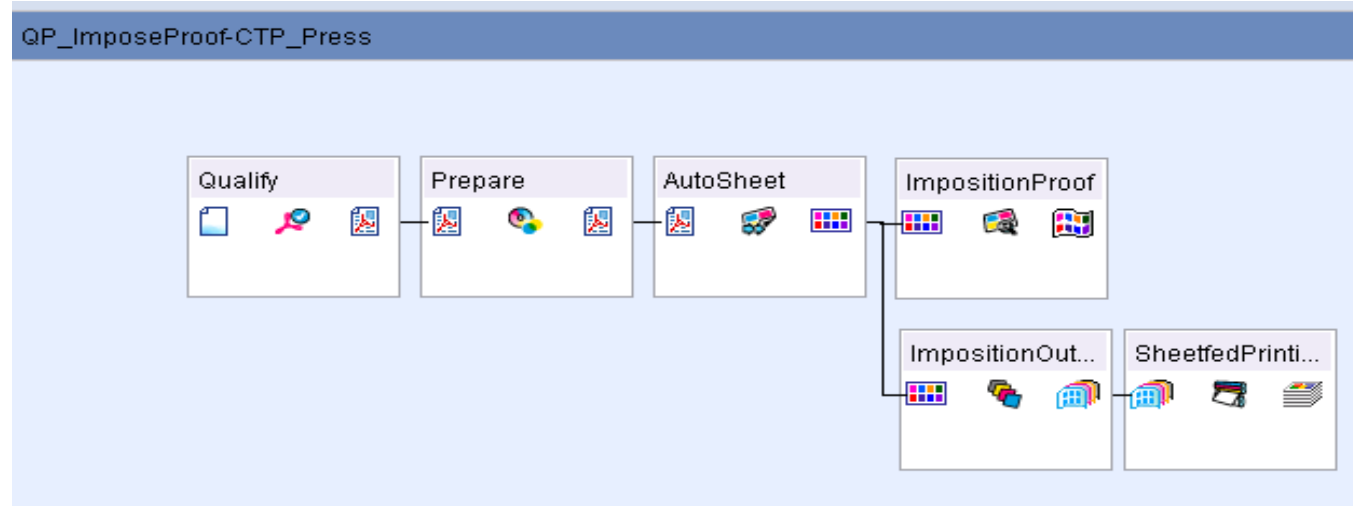 QP_ImposeProof-CTP_Press
Qualify
Prepare
AutoSheet
ImpositionProof
ImpositionOut...
SheetfedPrinti...